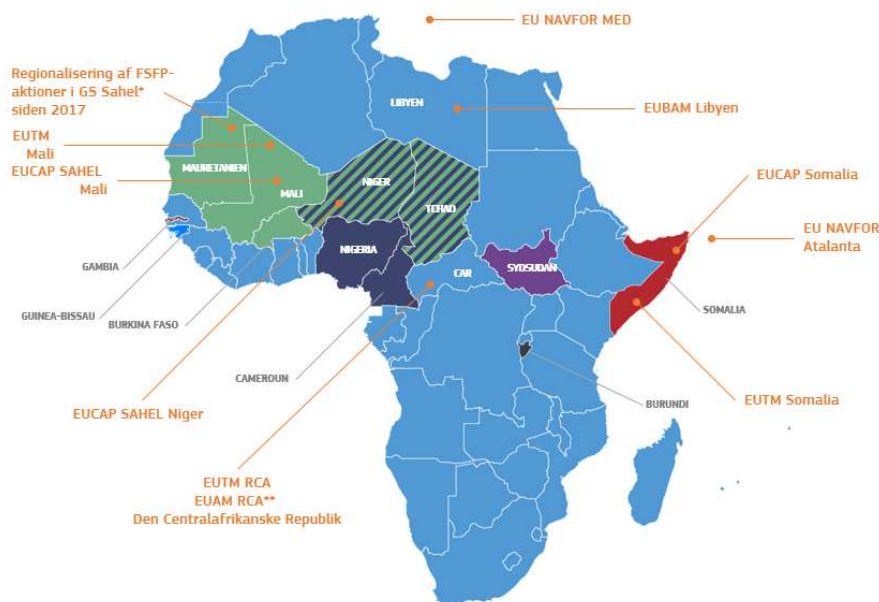 EU NAVFOR MED
Regionalisering af FSFP-
aktioner i G5 Sahel*
siden 2017
LIBYEN
EUBAM Libyen
EUTM
Mali
EUCAP SAHEL
Mali
MAURETANIEN
MALI
NIGER
TCHAD
EUCAP Somalia
EU NAVFOR
Atalanta
NIGERIA
CAR
SYDSUDAN
GAMBIA
GUINEA-BISSAU
BURKINA FASO
SOMALIA
CAMEROUN
BURUNDI
EUCAP SAHEL Niger
EUTM Somalia
EUTM RCA
EUAM RCA**
Den Centralafrikanske Republik